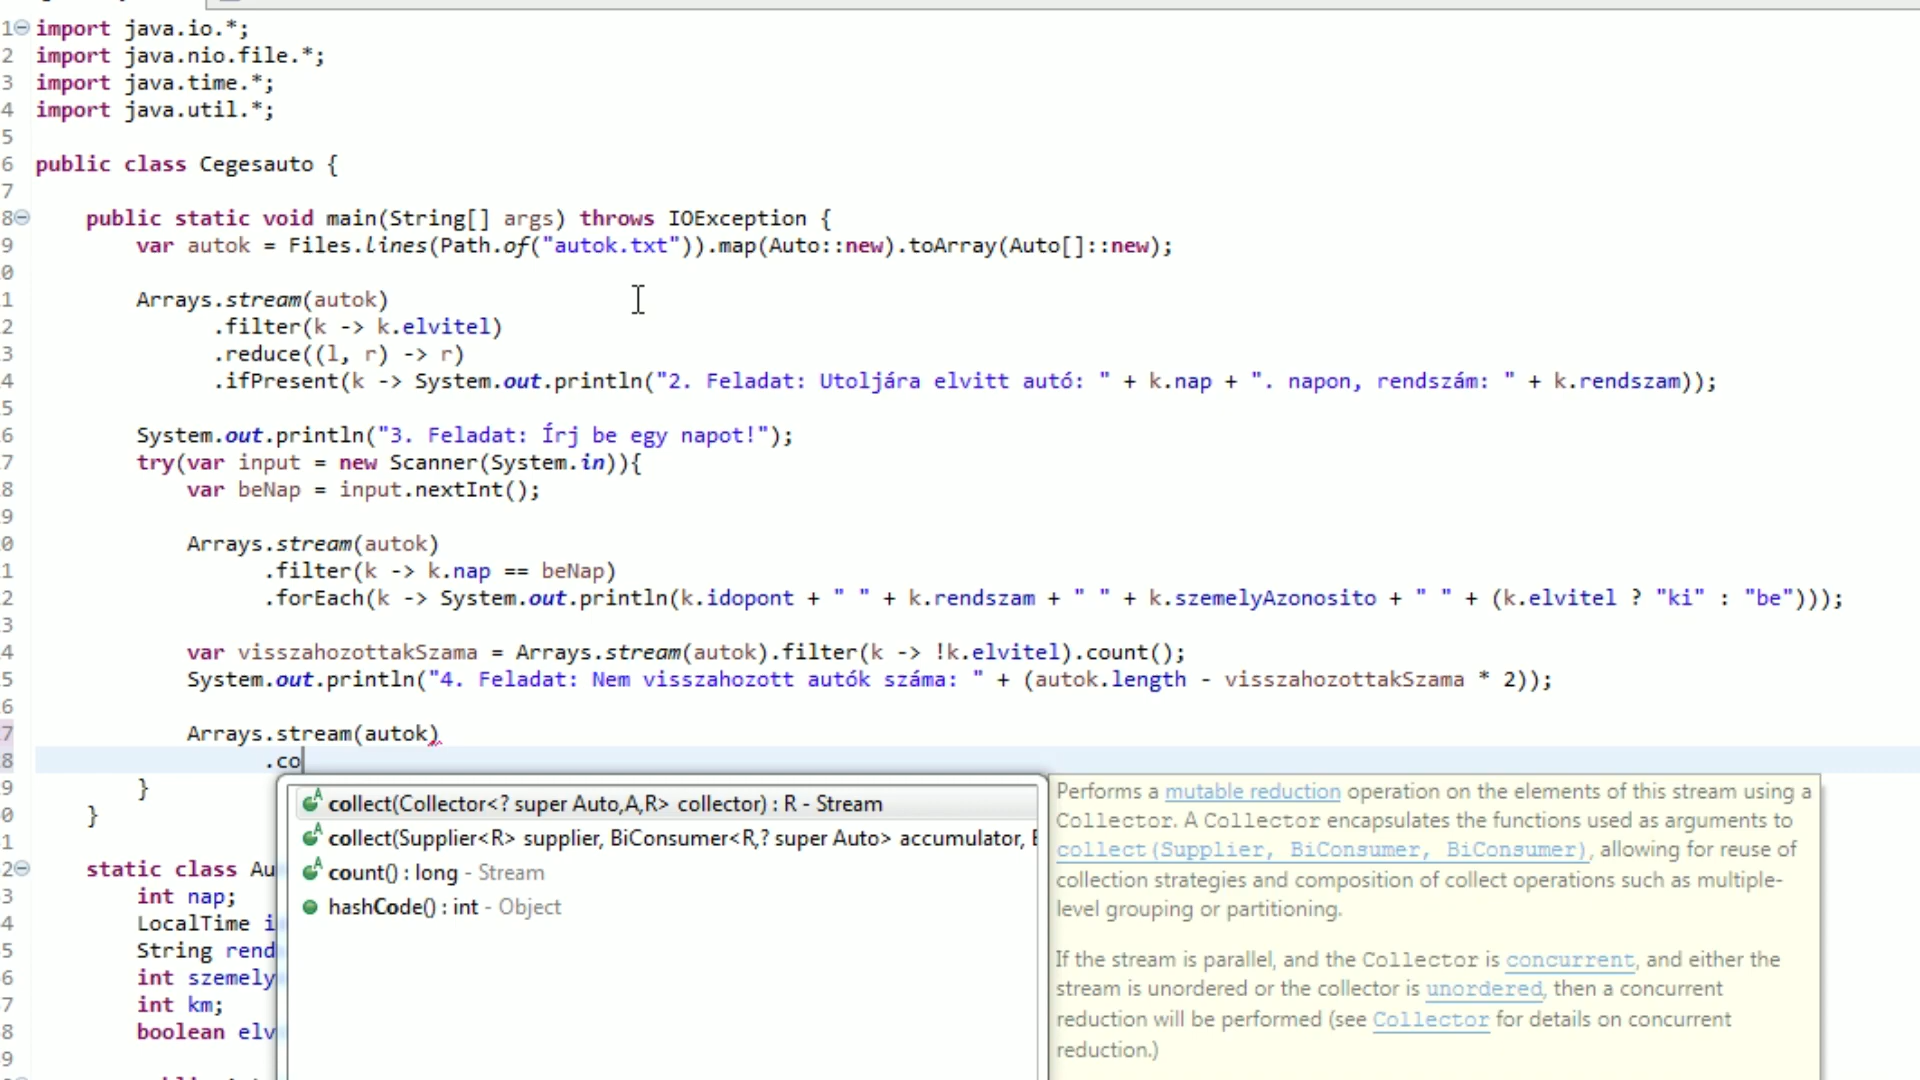 1 import java.io.*;
2 import java.nio.file.*;
3 import java.time.*;
4 import java.util.*;
5
6 public class Cegesauto {
7
8 public static void main(String[] args) throws IOException {
9 var autok = Files.lines(Path.of("autok.txt")).map(Auto::new).toArray(Auto[]::new);
0
1 Arrays.stream(autok)
2 .filter(k -> k.elvitel)
3 .reduce((l, r) -> r)
4 .ifPresent(k -> System.out.println("2. Feladat: Utoljára elvitt autó: " + k.nap + ". napon, rendszám: " + k.rendszam));
5
6 System.out.println("3. Feladat: Írj be egy napot!");
7 try(var input = new Scanner(System.in)){
8 var beNap = input.nextInt();
9
0 Arrays.stream(autok)
1 .filter(k -> k.nap == beNap)
2 .forEach(k -> System.out.println(k.idopont + " " + k.rendszam + " " + k.szemelyAzonosito + " " + (k.elvitel ? "ki" : "be")));
3
4 var visszahozottakSzama = Arrays.stream(autok).filter(k -> !k.elvitel).count();
5 System.out.println("4. Feladat: Nem visszahozott autók száma: " + (autok.length - visszahozottakSzama * 2));
6
7 Arrays.stream(autok)
8 .co
9 }
0 }
1
2 static class Au
3 int nap;
4 LocalTime i
5 String rend
6 int szemely
7 int km;
8 boolean elv
9
collect(Collector<? super Auto,A,R> collector) : R - Stream
collect(Supplier<R> supplier, BiConsumer<R,? super Auto> accumulator, B
count() : long - Stream
hashCode() : int - Object
Performs a mutable reduction operation on the elements of this stream using a
Collector. A Collector encapsulates the functions used as arguments to
collect(Supplier, BiConsumer, BiConsumer), allowing for reuse of
collection strategies and composition of collect operations such as multiple-
level grouping or partitioning.
If the stream is parallel, and the Collector is concurrent, and either the
stream is unordered or the collector is unordered, then a concurrent
reduction will be performed (see Collector for details on concurrent
reduction.)